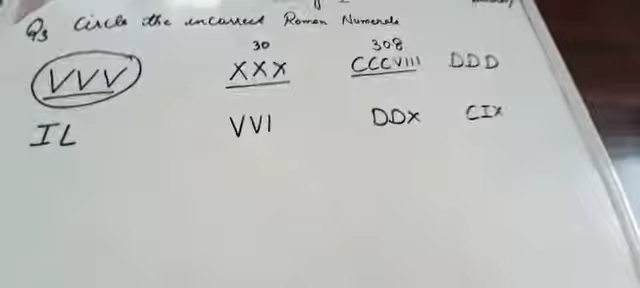 Q3 Circle the incorrect Roman Numerals
30 308
VVV XXX CCCVIII DDD
IL VVI DDX CIX